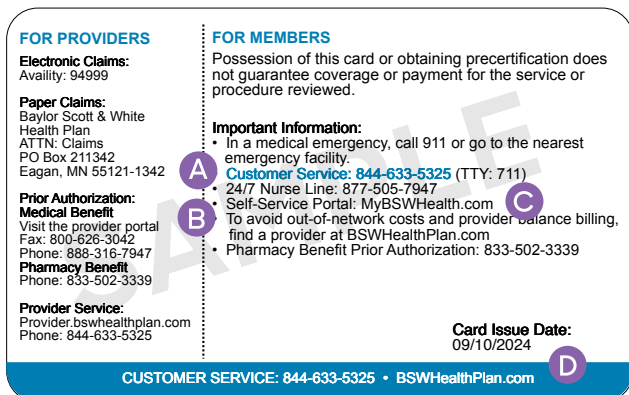 FOR PROVIDERS
Electronic Claims:
Availity: 94999
Paper Claims:
Baylor Scott & White
Health Plan
ATTN: Claims
PO Box 211342
Eagan, MN 55121-1342
Prior Authorization:
Medical Benefit
Visit the provider portal
Fax: 800-626-3042
Phone: 888-316-7947
Pharmacy Benefit
Phone: 833-502-3339
Provider Service:
Provider.bswhealthplan.com
Phone: 844-633-5325
FOR MEMBERS
Possession of this card or obtaining precertification does
not guarantee coverage or payment for the service or
procedure reviewed.
Important Information:
• In a medical emergency, call 911 or go to the nearest
emergency facility.
A
Customer Service: 844-633-5325 (TTY: 711)
• 24/7 Nurse Line: 877-505-7947
B
• Self-Service Portal: MyBSWHealth.com
C
To avoid out-of-network costs and provider balance billing,
find a provider at BSWHealthPlan.com
• Pharmacy Benefit Prior Authorization: 833-502-3339
SAMPLE
Card Issue Date:
09/10/2024
D
CUSTOMER SERVICE: 844-633-5325 • BSWHealthPlan.com